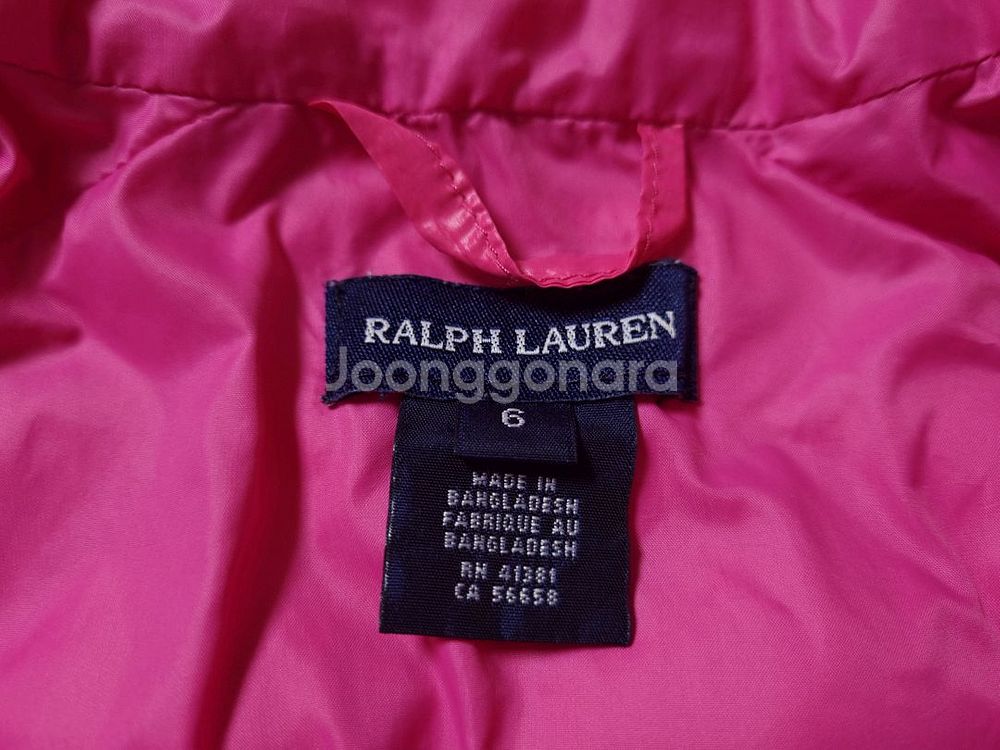 RALPH LAUREN
Joonggonara
6
MADE IN
BANGLADESH
FABRIQUE AU
BANGLADESH
RN 41381
CA 56658